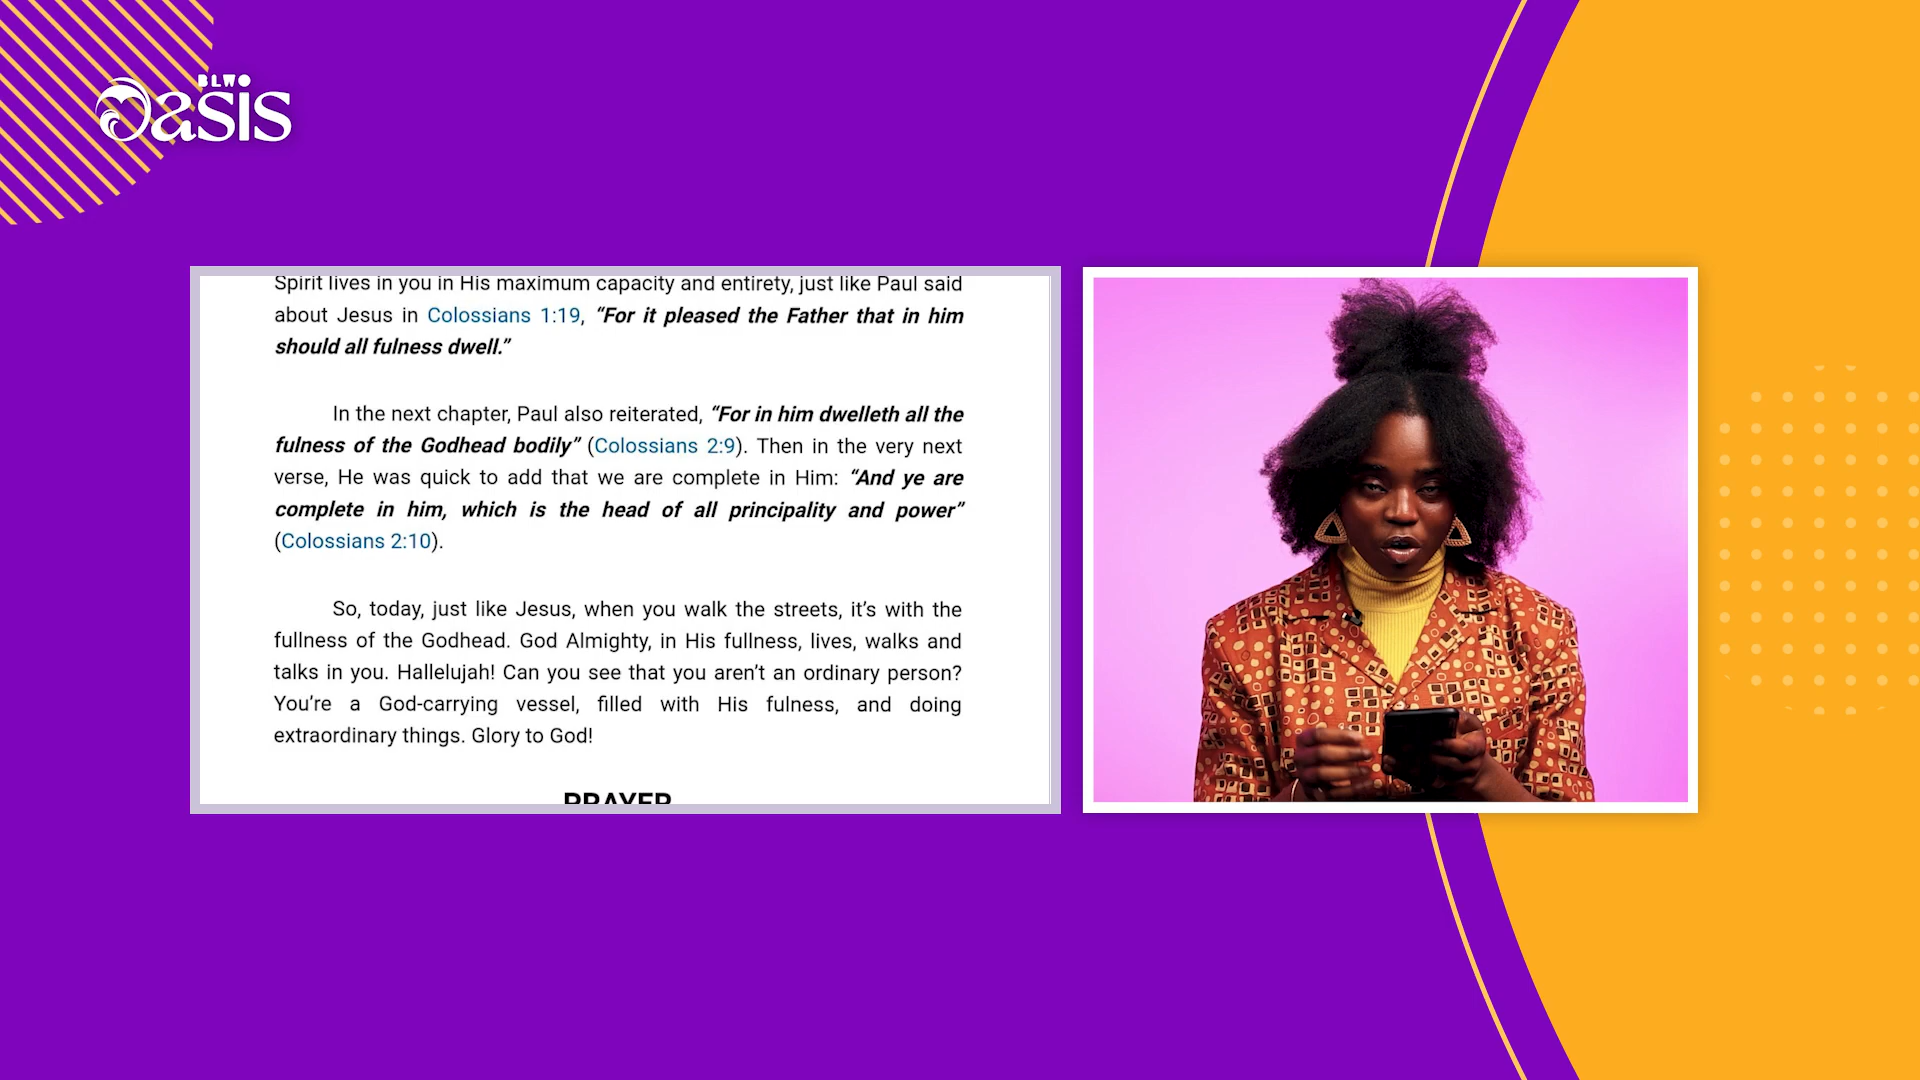 BLWO
Oasis
Spirit lives in you in His maximum capacity and entirety, just like Paul said
about Jesus in Colossians 1:19, “For it pleased the Father that in him
should all fulness dwell.”
In the next chapter, Paul also reiterated, “For in him dwelleth all the
fulness of the Godhead bodily” (Colossians 2:9). Then in the very next
verse, He was quick to add that we are complete in Him: “And ye are
complete in him, which is the head of all principality and power”
(Colossians 2:10).
So, today, just like Jesus, when you walk the streets, it’s with the
fullness of the Godhead. God Almighty, in His fullness, lives, walks and
talks in you. Hallelujah! Can you see that you aren’t an ordinary person?
You’re a God-carrying vessel, filled with His fulness, and doing
extraordinary things. Glory to God!
PRAYER